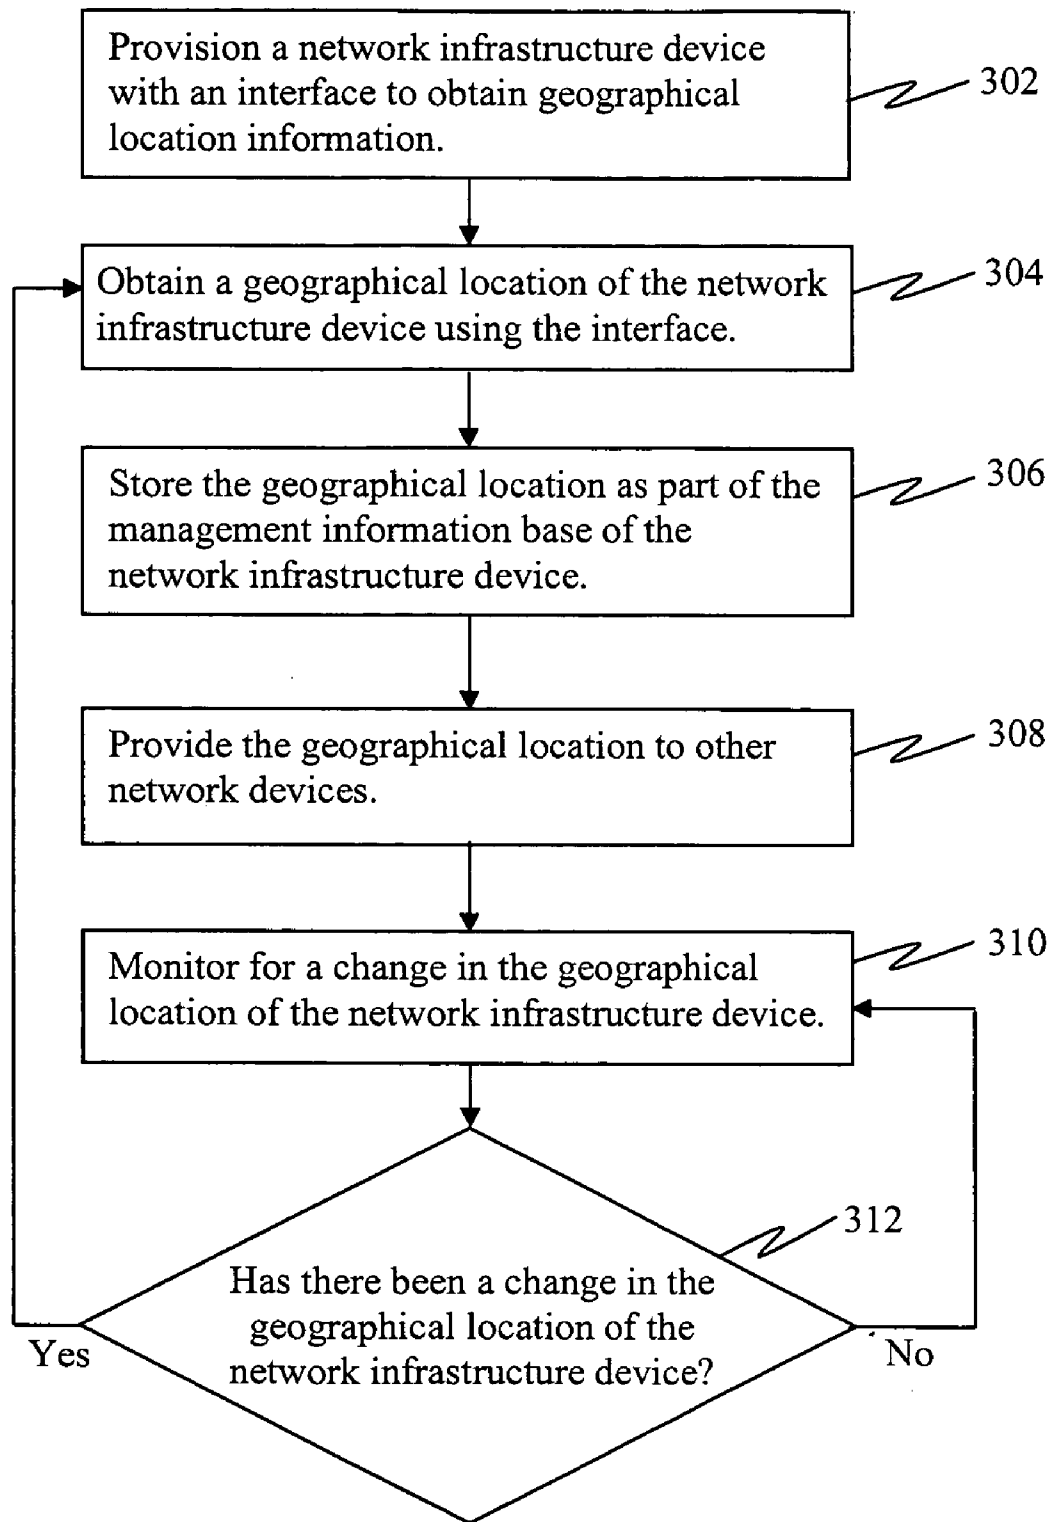 Provision a network infrastructure device
with an interface to obtain geographical
location information.
302
Obtain a geographical location of the network
infrastructure device using the interface.
304
Store the geographical location as part of the
management information base of the
network infrastructure device.
306
Provide the geographical location to other
network devices.
308
Monitor for a change in the geographical
location of the network infrastructure device.
310
312
Has there been a change in the
geographical location of the
network infrastructure device?
Yes
No